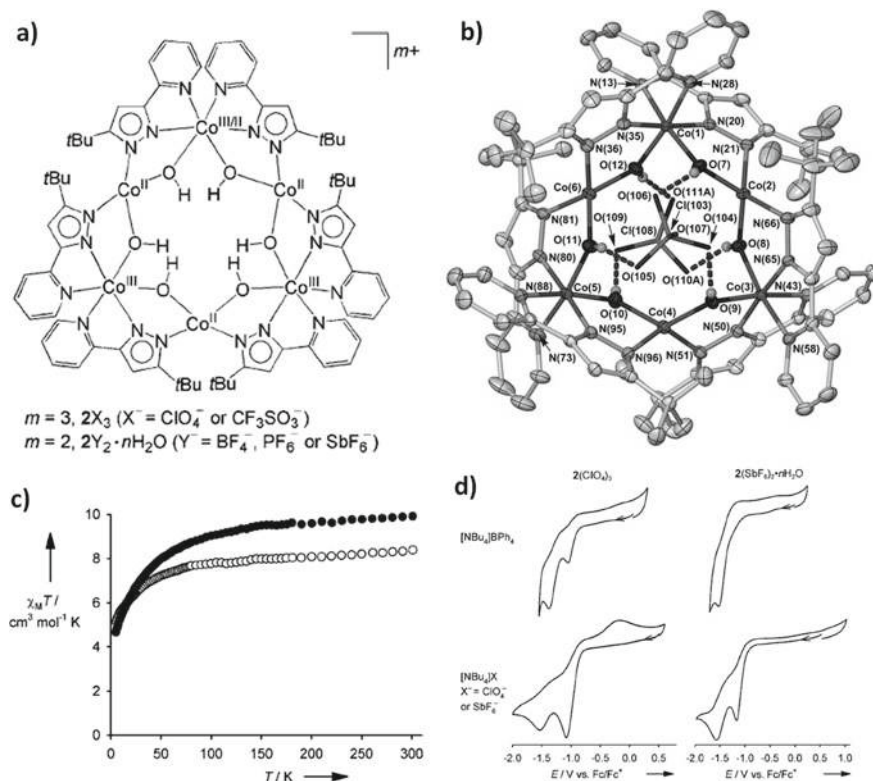 a)
m+
tBu
tBu
N
N
N
N
N
N
Co^III/II
tBu
tBu
N
N
O
H
H
O
Co^II
Co^II
N
N
O–H
H–O
tBu
tBu
N
N
N
N
H
O
H
O
Co^III
Co^III
Co^II
N
N
N
N
N
N
tBu
tBu
m = 3, 2X₃ (X⁻ = ClO₄⁻ or CF₃SO₃⁻)
m = 2, 2Y₂·nH₂O (Y⁻ = BF₄⁻, PF₆⁻ or SbF₆⁻)
b)
N(13)
N(28)
N(35)
Co(1)
N(20)
N(36)
N(21)
O(12)
O(7)
O(111A)
Co(6)
O(106)
Cl(103)
Co(2)
N(81)
O(109)
O(104)
N(66)
Cl(108)
O(107)
O(11)
O(8)
N(80)
N(65)
N(88)
Co(5)
O(105)
O(110A)
Co(3)
N(43)
O(10)
Co(4)
O(9)
N(73)
N(95)
N(50)
N(58)
N(96)
N(51)
c)
10
8
6
4
2
0
χ_M T /
cm³ mol⁻¹ K
0 50 100 150 200 250 300
T / K
d)
2(ClO₄)₃
2(SbF₆)₂•nH₂O
[NBu₄]BPh₄
[NBu₄]X
X⁻ = ClO₄⁻
or SbF₆⁻
-2.0 -1.5 -1.0 -0.5 0.0 0.5
-2.0 -1.5 -1.0 -0.5 0.0 0.5 1.0
E / V vs. Fc/Fc⁺
E / V vs. Fc/Fc⁺